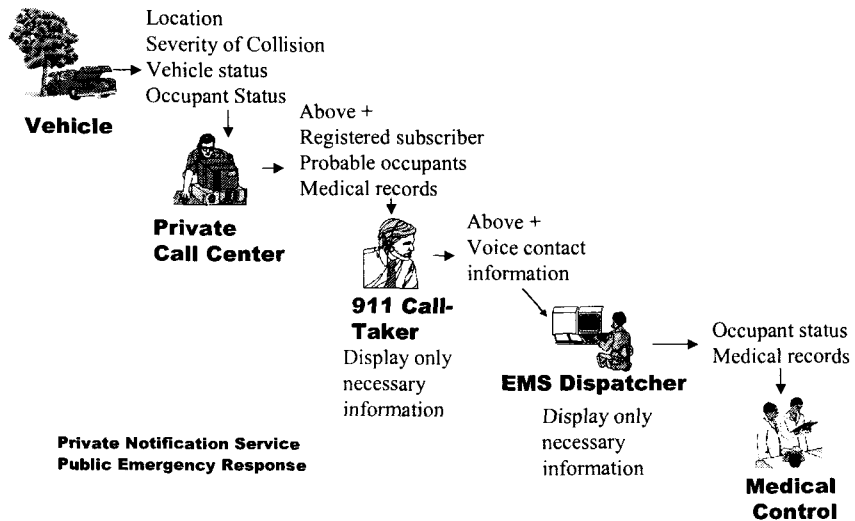 Location
Severity of Collision
Vehicle status
Occupant Status
Vehicle
Above +
Registered subscriber
Probable occupants
Medical records
Private
Call Center
Above +
Voice contact
information
911 Call-
Taker
Display only
necessary
information
Occupant status
Medical records
EMS Dispatcher
Display only
necessary
information
Private Notification Service
Public Emergency Response
Medical
Control